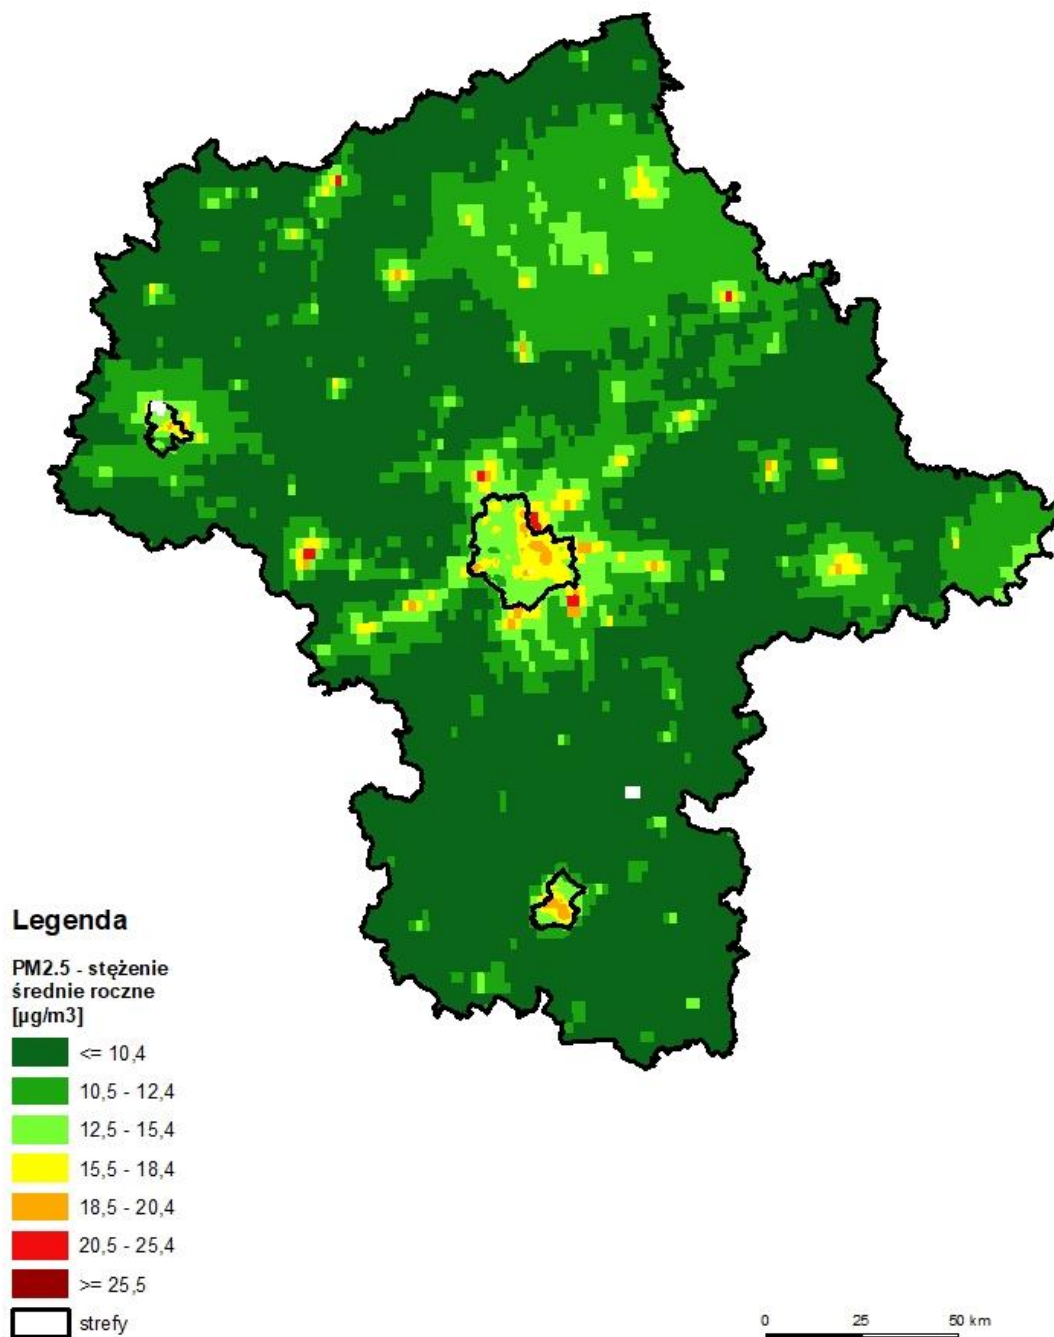 Legenda
PM2.5 - stężenie
średnie roczne
[µg/m3]
<= 10,4
10,5 - 12,4
12,5 - 15,4
15,5 - 18,4
18,5 - 20,4
20,5 - 25,4
>= 25,5
strefy
0 25 50 km